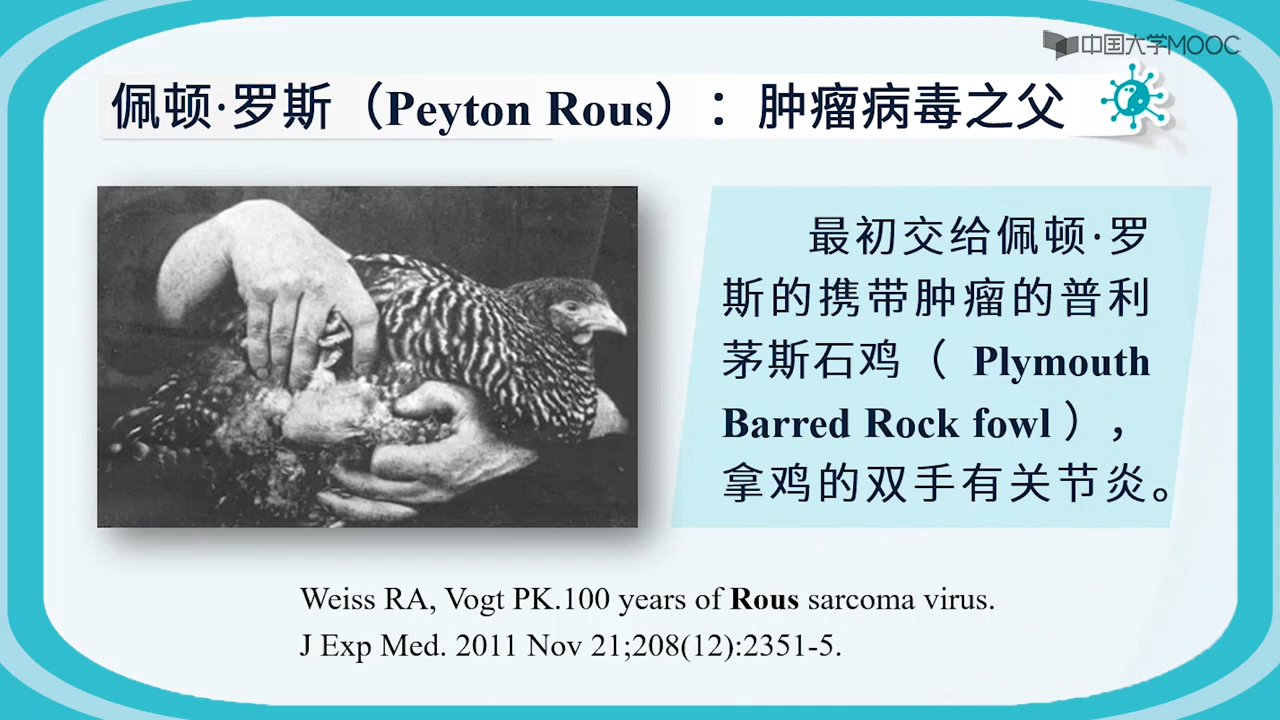 中国大学MOOC
佩顿·罗斯（Peyton Rous）：肿瘤病毒之父
最初交给佩顿·罗
斯的携带肿瘤的普利
茅斯石鸡（ Plymouth
Barred Rock fowl ），
拿鸡的双手有关节炎。
Weiss RA, Vogt PK.100 years of Rous sarcoma virus.
J Exp Med. 2011 Nov 21;208(12):2351-5.